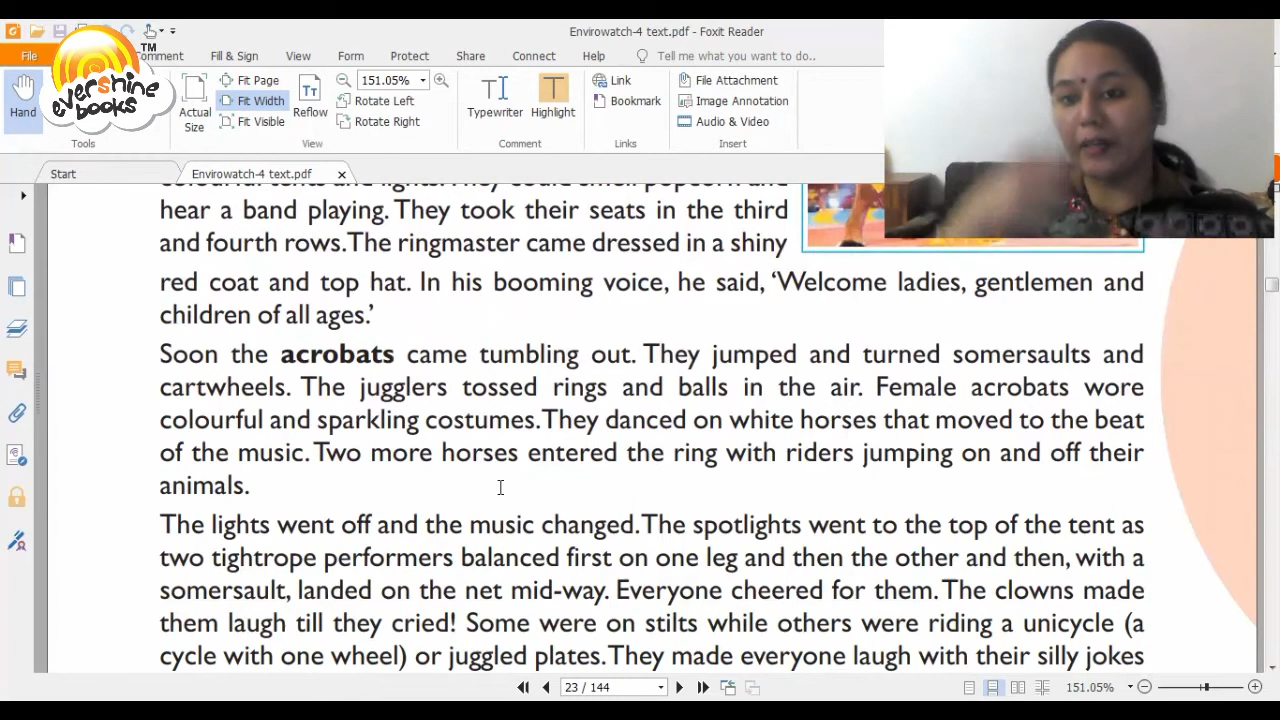 Envirowatch-4 text.pdf - Foxit Reader
evershine books ™
File
Comment
Fill & Sign
View
Form
Protect
Share
Connect
Help
Tell me what you want to do..
Hand
Actual Size
Fit Page
Fit Width
Fit Visible
Reflow
151.05%
Rotate Left
Rotate Right
Typewriter
Highlight
Link
Bookmark
File Attachment
Image Annotation
Audio & Video
Tools
View
Comment
Links
Insert
Start
Envirowatch-4 text.pdf
colourful tents and lights. They could smell popcorn and
hear a band playing. They took their seats in the third
and fourth rows. The ringmaster came dressed in a shiny
red coat and top hat. In his booming voice, he said, ‘Welcome ladies, gentlemen and
children of all ages.’
Soon the acrobats came tumbling out. They jumped and turned somersaults and
cartwheels. The jugglers tossed rings and balls in the air. Female acrobats wore
colourful and sparkling costumes. They danced on white horses that moved to the beat
of the music. Two more horses entered the ring with riders jumping on and off their
animals.
The lights went off and the music changed. The spotlights went to the top of the tent as
two tightrope performers balanced first on one leg and then the other and then, with a
somersault, landed on the net mid-way. Everyone cheered for them. The clowns made
them laugh till they cried! Some were on stilts while others were riding a unicycle (a
cycle with one wheel) or juggled plates. They made everyone laugh with their silly jokes
23 / 144
151.05%